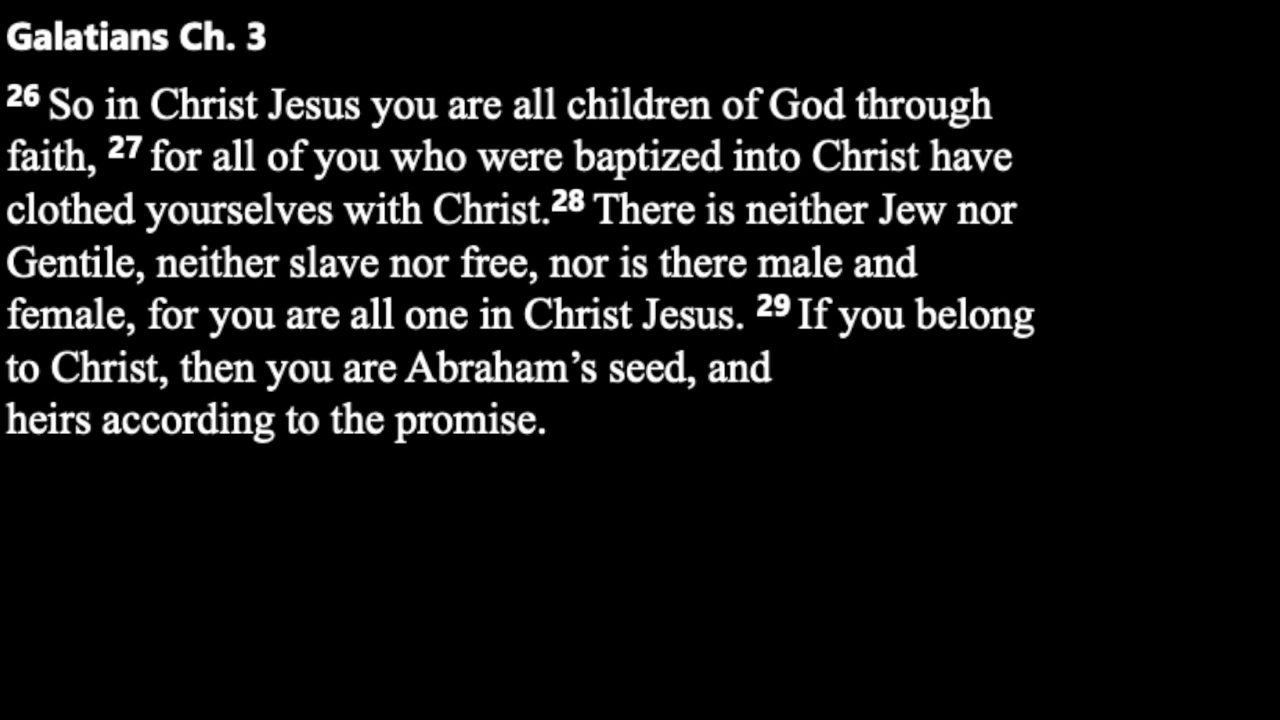 Galatians Ch. 3
26 So in Christ Jesus you are all children of God through
faith, 27 for all of you who were baptized into Christ have
clothed yourselves with Christ.28 There is neither Jew nor
Gentile, neither slave nor free, nor is there male and
female, for you are all one in Christ Jesus. 29 If you belong
to Christ, then you are Abraham’s seed, and
heirs according to the promise.